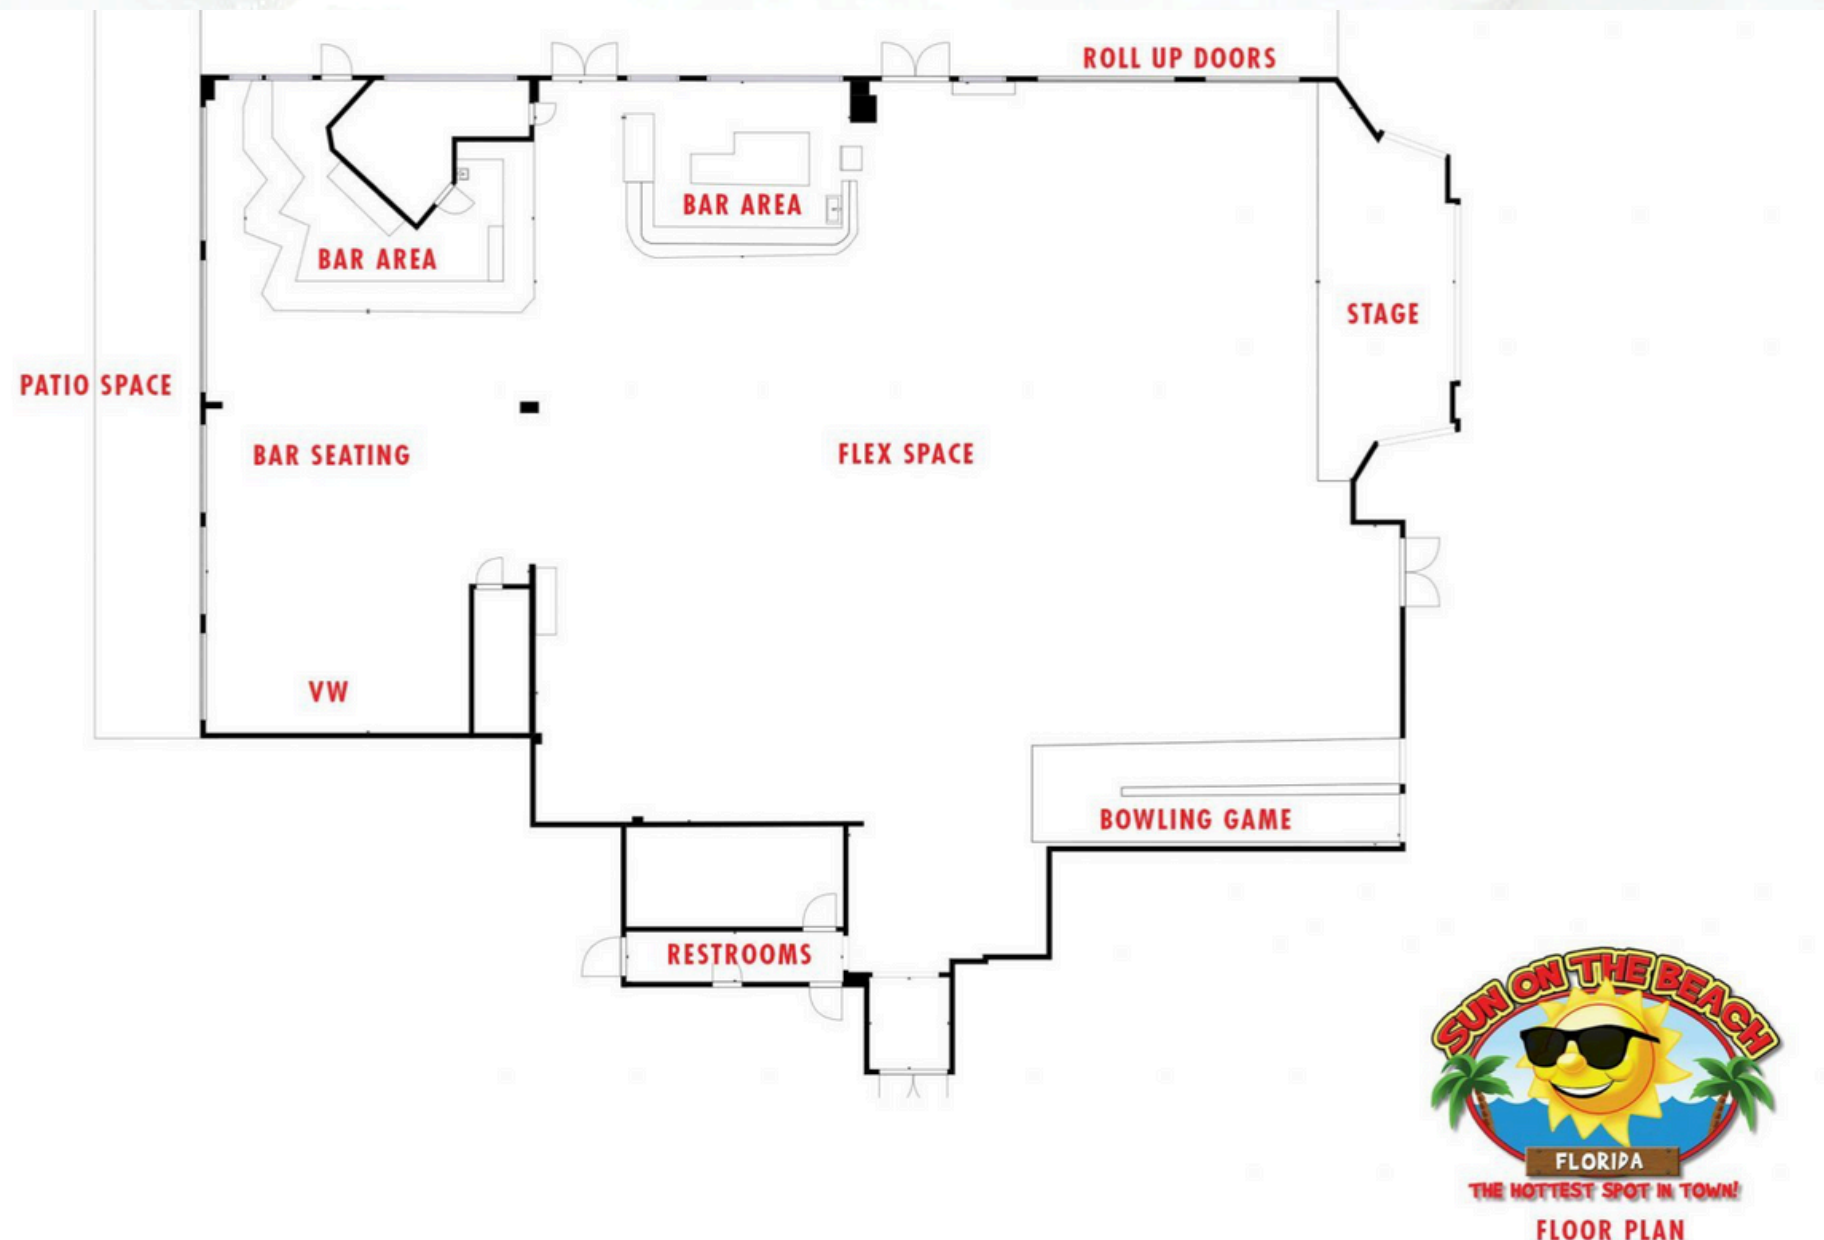 ROLL UP DOORS
BAR AREA
BAR AREA
STAGE
PATIO SPACE
BAR SEATING
FLEX SPACE
VW
BOWLING GAME
RESTROOMS
SUN ON THE BEACH
FLORIDA
THE HOTTEST SPOT IN TOWN!
FLOOR PLAN